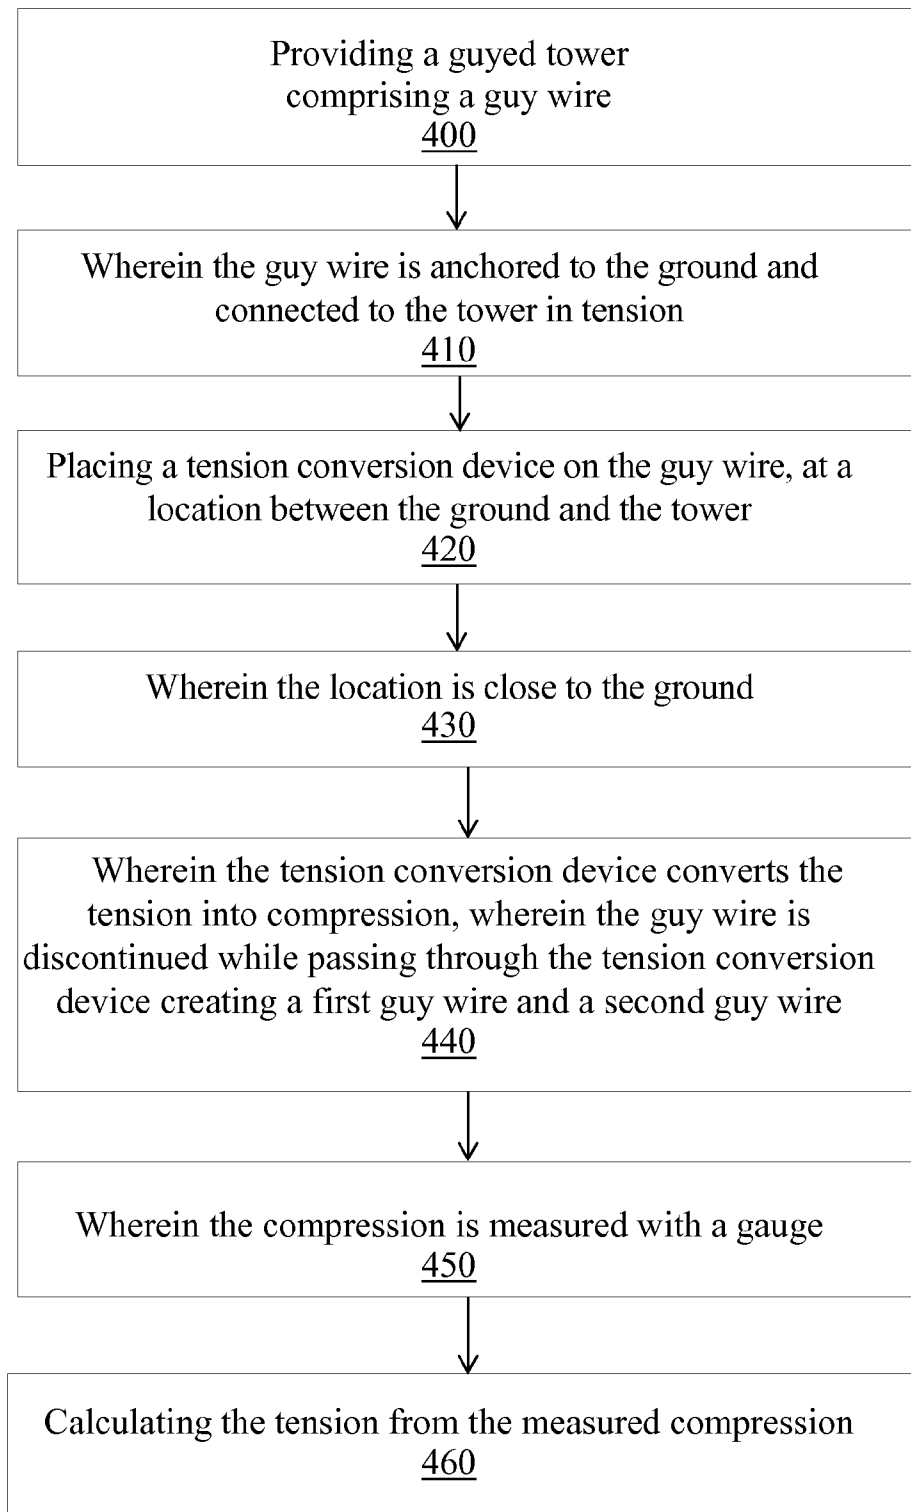 Providing a guyed tower
comprising a guy wire
400
Wherein the guy wire is anchored to the ground and
connected to the tower in tension
410
Placing a tension conversion device on the guy wire, at a
location between the ground and the tower
420
Wherein the location is close to the ground
430
Wherein the tension conversion device converts the
tension into compression, wherein the guy wire is
discontinued while passing through the tension conversion
device creating a first guy wire and a second guy wire
440
Wherein the compression is measured with a gauge
450
Calculating the tension from the measured compression
460